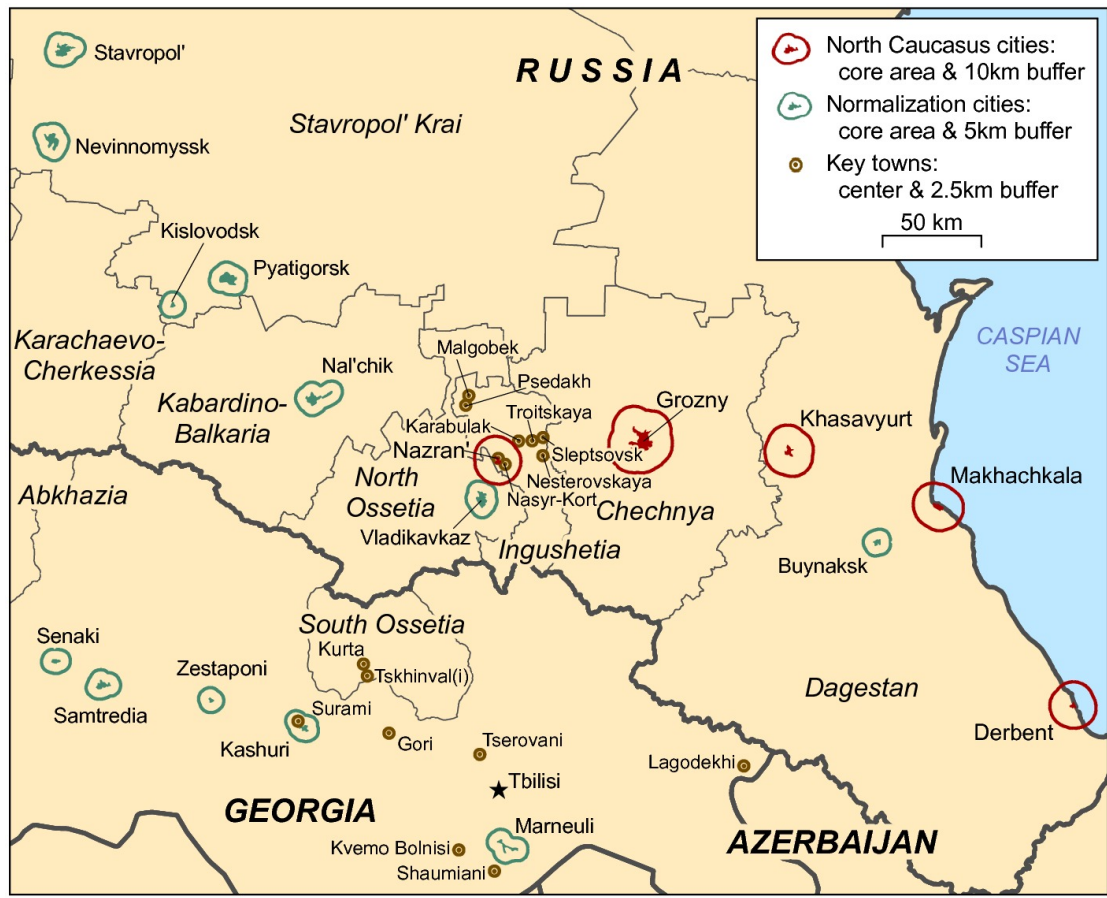 Stavropol'
RUSSIA
North Caucasus cities:
core area & 10km buffer
Normalization cities:
core area & 5km buffer
Key towns:
center & 2.5km buffer
50 km
Stavropol' Krai
Nevinnomyssk
Kislovodsk
Pyatigorsk
Karachaevo-
Cherkessia
CASPIAN
SEA
Malgobek
Nal'chik
Psedakh
Kabardino-
Balkaria
Troitskaya
Grozny
Khasavyurt
Karabulak
Nazran'
Sleptsovsk
Nesterovskaya
Nasyr-Kort
North
Ossetia
Makhachkala
Abkhazia
Chechnya
Vladikavkaz
Ingushetia
Buynaksk
South Ossetia
Senaki
Kurta
Tskhinval(i)
Zestaponi
Samtredia
Surami
Dagestan
Kashuri
Gori
Tserovani
Derbent
Lagodekhi
Tbilisi
GEORGIA
Marneuli
AZERBAIJAN
Kvemo Bolnisi
Shaumiani